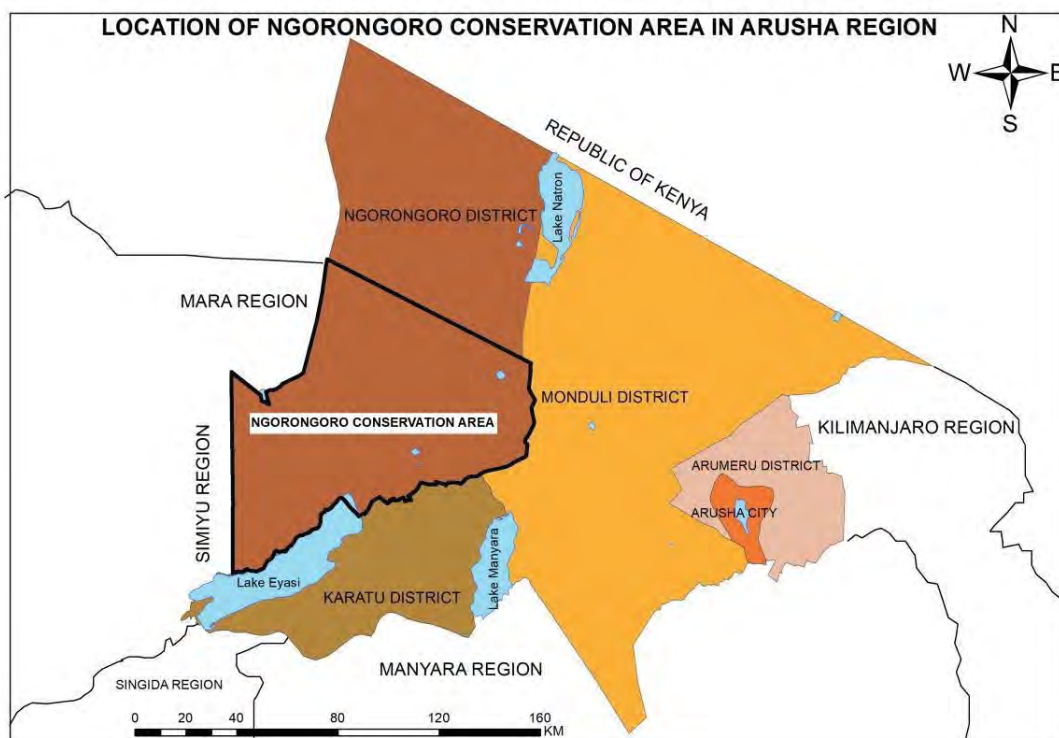 LOCATION OF NGORONGORO CONSERVATION AREA IN ARUSHA REGION
N
W
E
S
REPUBLIC OF KENYA
NGORONGORO DISTRICT
Lake Natron
MARA REGION
MONDULI DISTRICT
NGORONGORO CONSERVATION AREA
KILIMANJARO REGION
ARUMERU DISTRICT
SIMIYU REGION
ARUSHA CITY
Lake Eyasi
Lake Manyara
KARATU DISTRICT
MANYARA REGION
SINGIDA REGION
0 20 40 80 120 160
KM